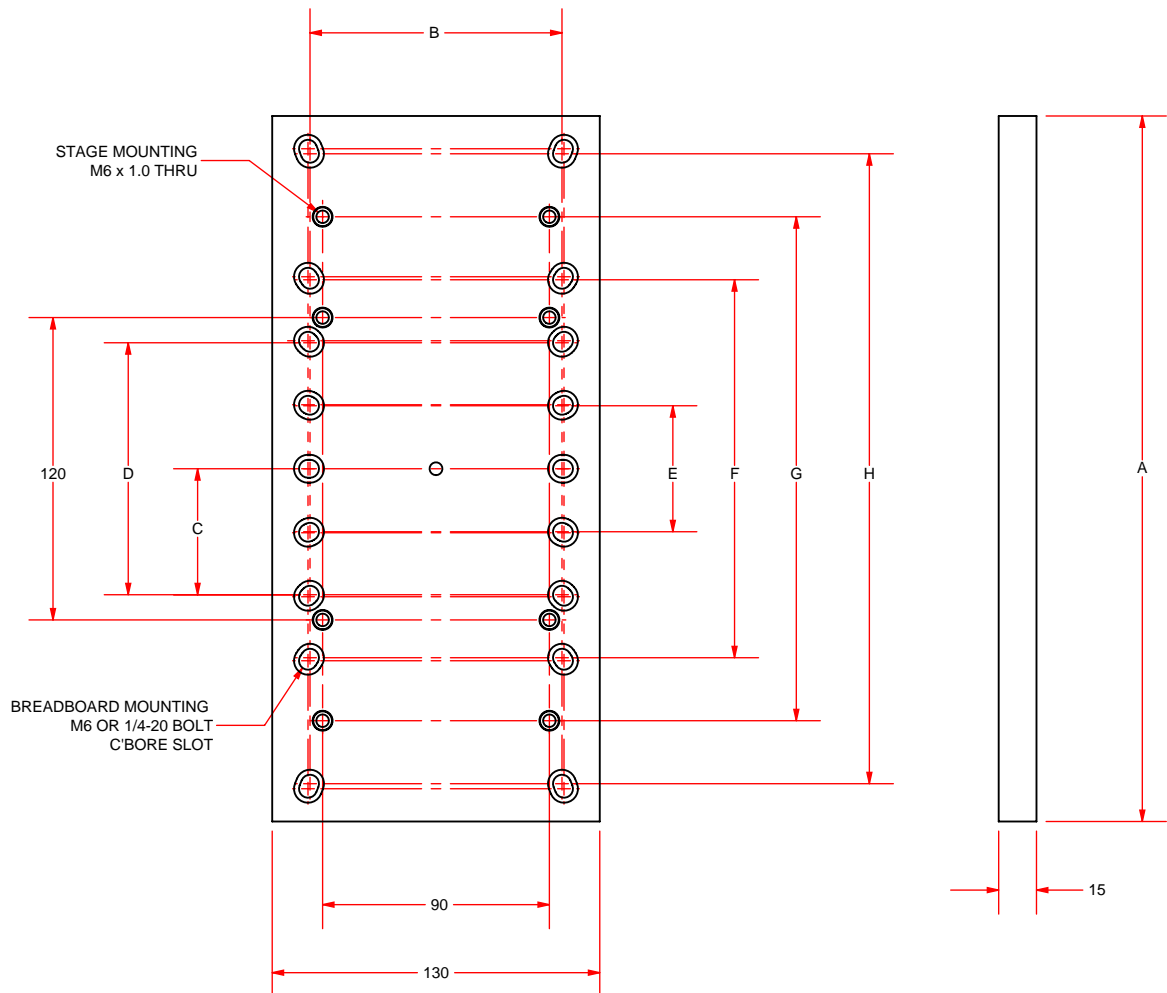 B
STAGE MOUNTING
M6 x 1.0 THRU
120
D
C
E
F
G
H
A
BREADBOARD MOUNTING
M6 OR 1/4-20 BOLT
C'BORE SLOT
90
15
130